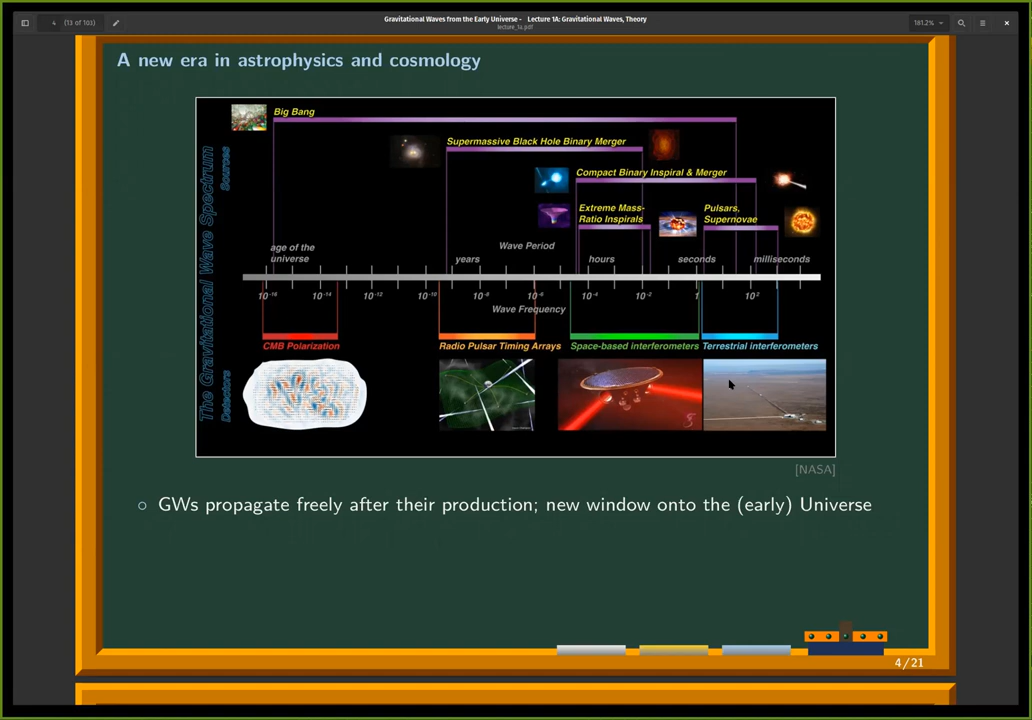 Gravitational Waves from the Early Universe - Lecture 1A: Gravitational Waves, Theory
lecture_1a.pdf
4 (13 of 103)
181.2%
A new era in astrophysics and cosmology
The Gravitational Wave Spectrum
Sources
Detectors
Big Bang
Supermassive Black Hole Binary Merger
Compact Binary Inspiral & Merger
Extreme Mass-
Ratio Inspirals
Pulsars,
Supernovae
Wave Period
age of the
universe
years
hours
seconds
milliseconds
10⁻¹⁶ 10⁻¹⁴ 10⁻¹² 10⁻¹⁰ 10⁻⁸ 10⁻⁶ 10⁻⁴ 10⁻² 1 10²
Wave Frequency
CMB Polarization
Radio Pulsar Timing Arrays
Space-based interferometers
Terrestrial interferometers
[NASA]
GWs propagate freely after their production; new window onto the (early) Universe
4/21